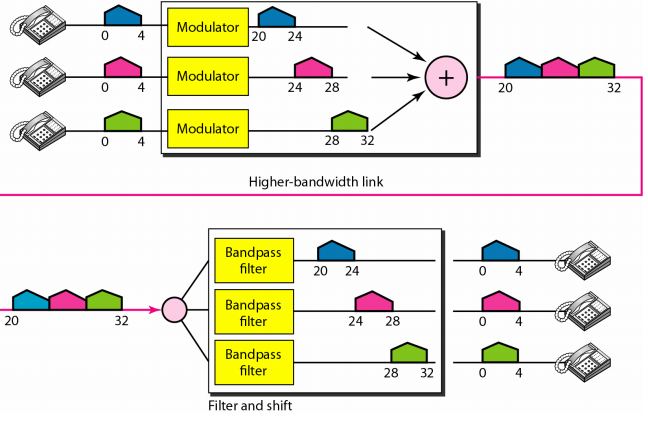 0 4 Modulator 20 24
0 4 Modulator 24 28 + 20 32
0 4 Modulator 28 32
Higher-bandwidth link
Bandpass
filter
20 24 0 4
20 32
Bandpass
filter
24 28 0 4
Bandpass
filter
28 32 0 4
Filter and shift